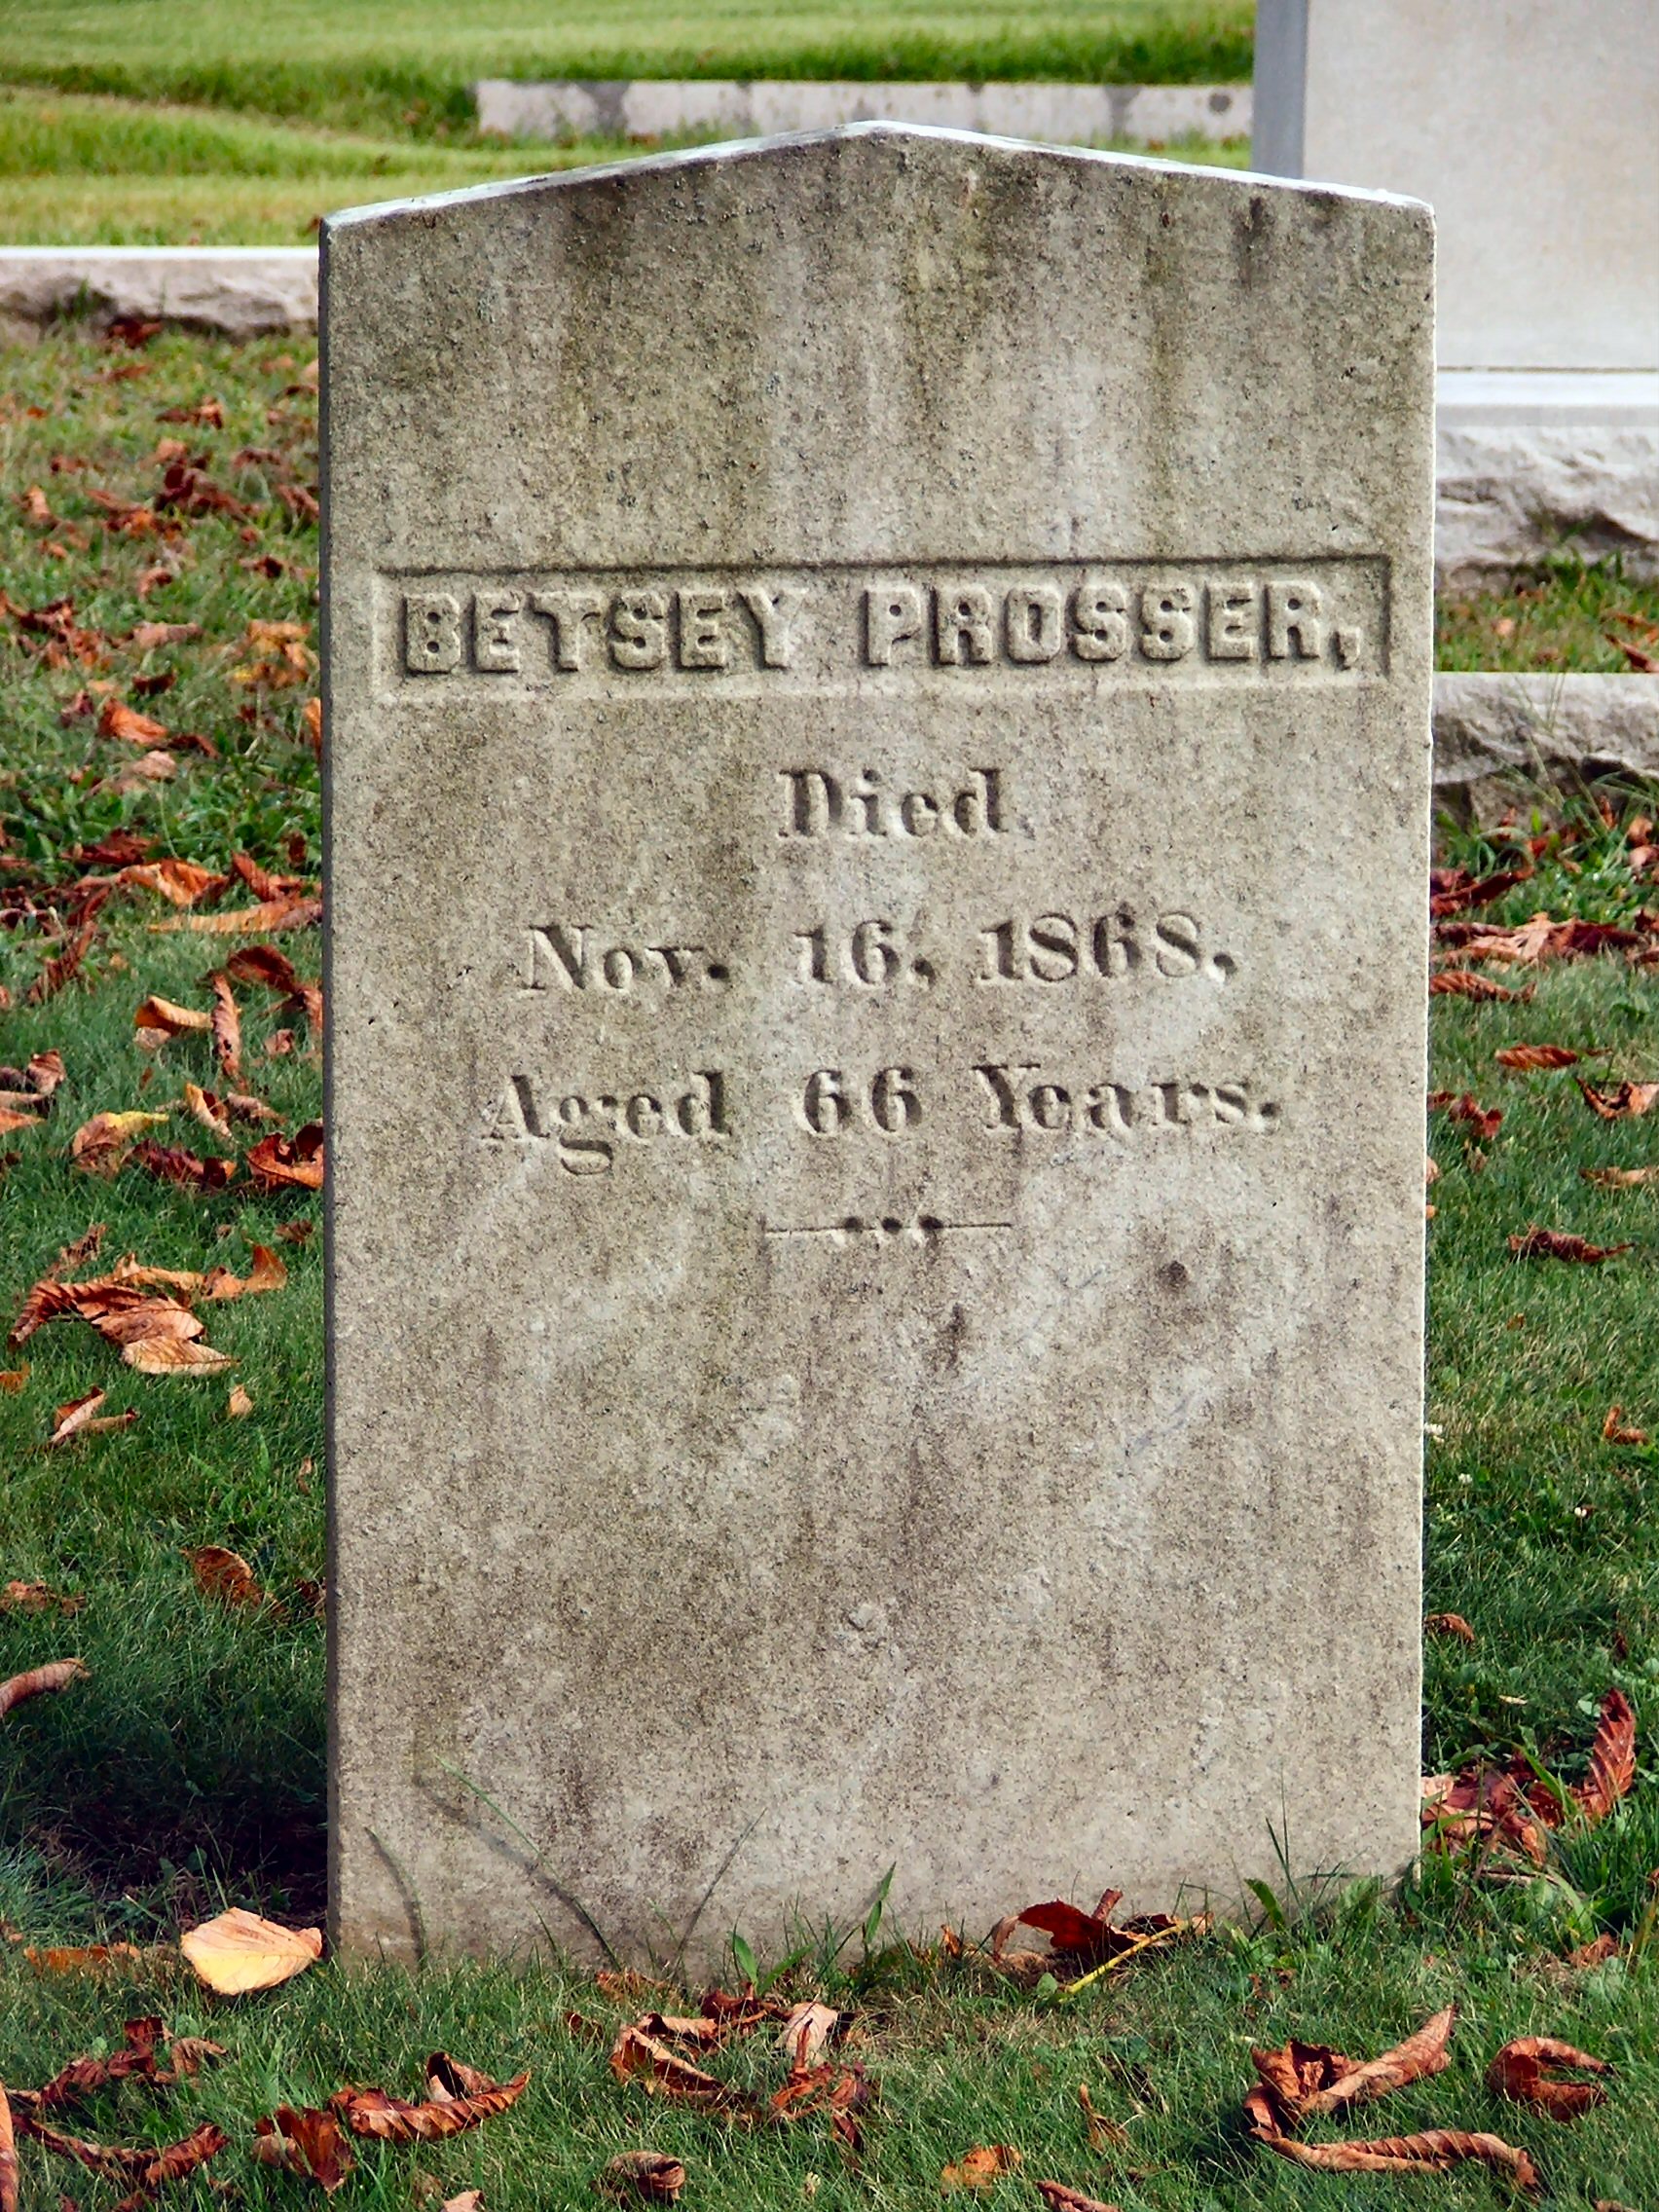 BETSEY PROSSER,
Died
Nov. 16, 1868,
Aged 66 Years.